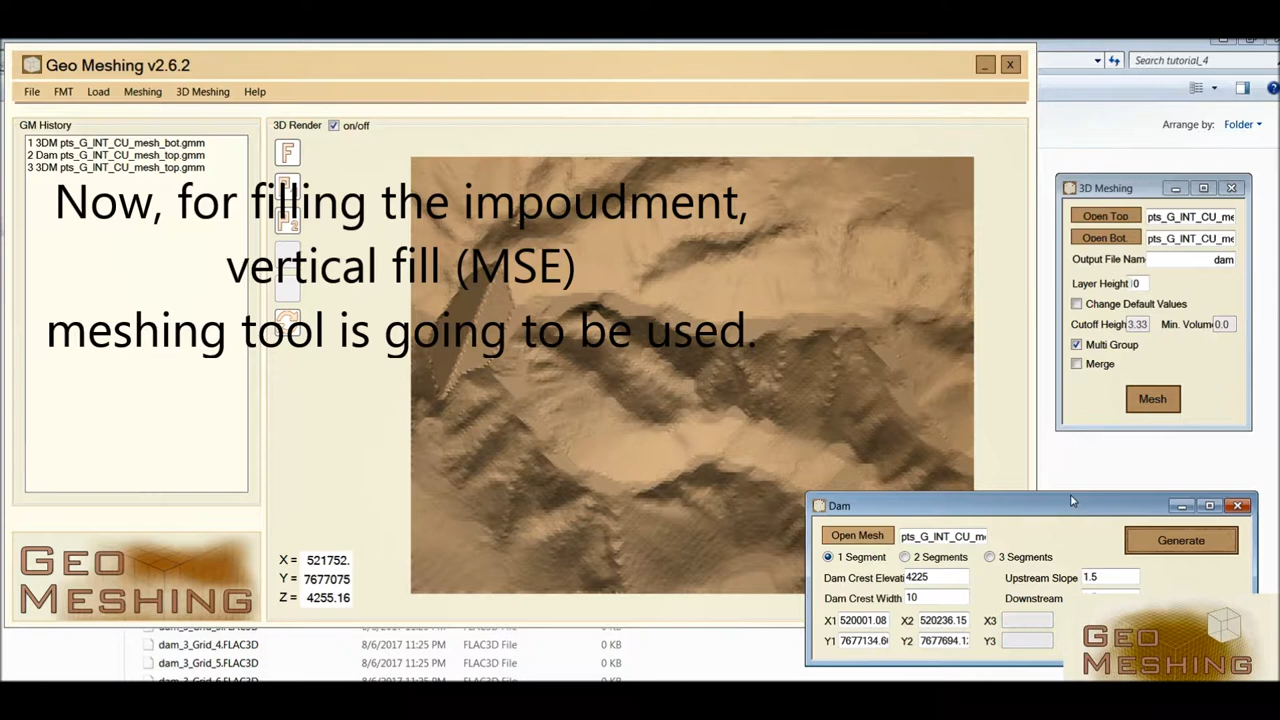 Geo Meshing v2.6.2
_ X
Search tutorial_4
File FMT Load Meshing 3D Meshing Help
Arrange by: Folder
GM History
3D Render on/off
1 3DM pts_G_INT_CU_mesh_bot.gmm
2 Dam pts_G_INT_CU_mesh_top.gmm
3 3DM pts_G_INT_CU_mesh_top.gmm
F
Now, for filling the impoudment,
vertical fill (MSE)
meshing tool is going to be used.
3D Meshing
Open Top pts_G_INT_CU_me
Open Bot. pts_G_INT_CU_me
Output File Nam dam
Layer Height 0
Change Default Values
Cutoff Heigh 3.33 Min. Volum 0.0
Multi Group
Merge
Mesh
Dam
Open Mesh pts_G_INT_CU_m
Generate
1 Segment 2 Segments 3 Segments
Dam Crest Elevati 4225 Upstream Slope 1.5
Dam Crest Width 10 Downstream
X1 520001.08 X2 520236.15 X3
Y1 7677134.6 Y2 7677694.1 Y3
X = 521752.
Y = 7677075
Z = 4255.16
GEO
MESHING
dam_3_Grid_4.FLAC3D 8/6/2017 11:25 PM FLAC3D File 0 KB
dam_3_Grid_5.FLAC3D 8/6/2017 11:25 PM FLAC3D File 0 KB
GEO
MESHING